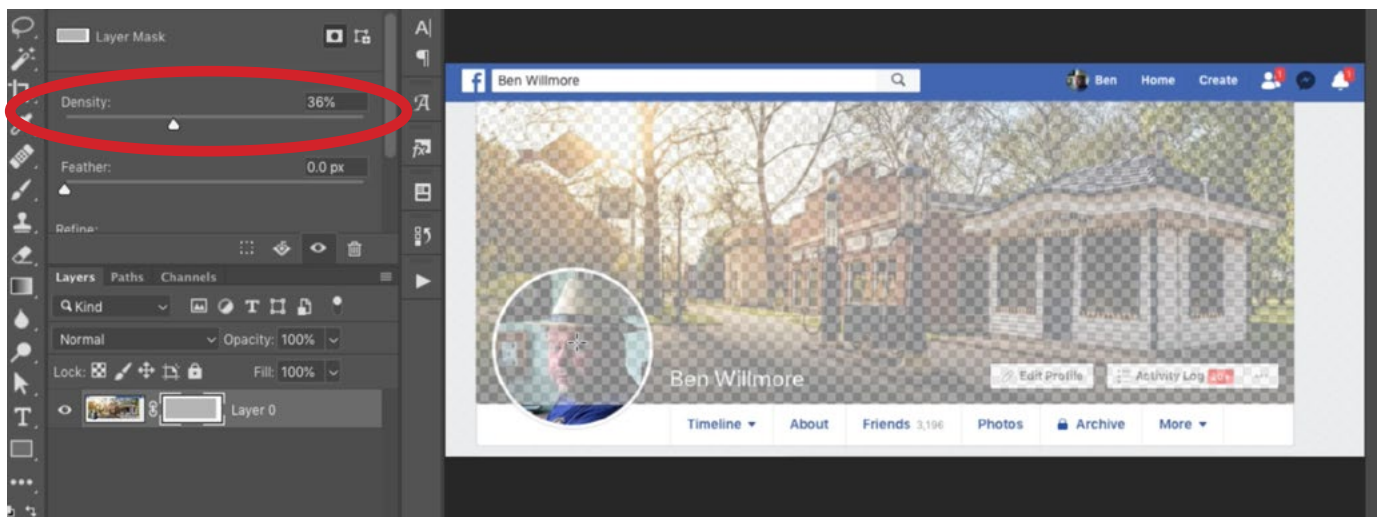 Layer Mask
Density: 36%
Feather: 0.0 px
Refine:
Layers Paths Channels
Kind
Normal Opacity: 100%
Lock: Fill: 100%
Layer 0
Ben Willmore
Ben Home Create
Ben Willmore
Edit Profile Activity Log
Timeline About Friends 3,196 Photos Archive More